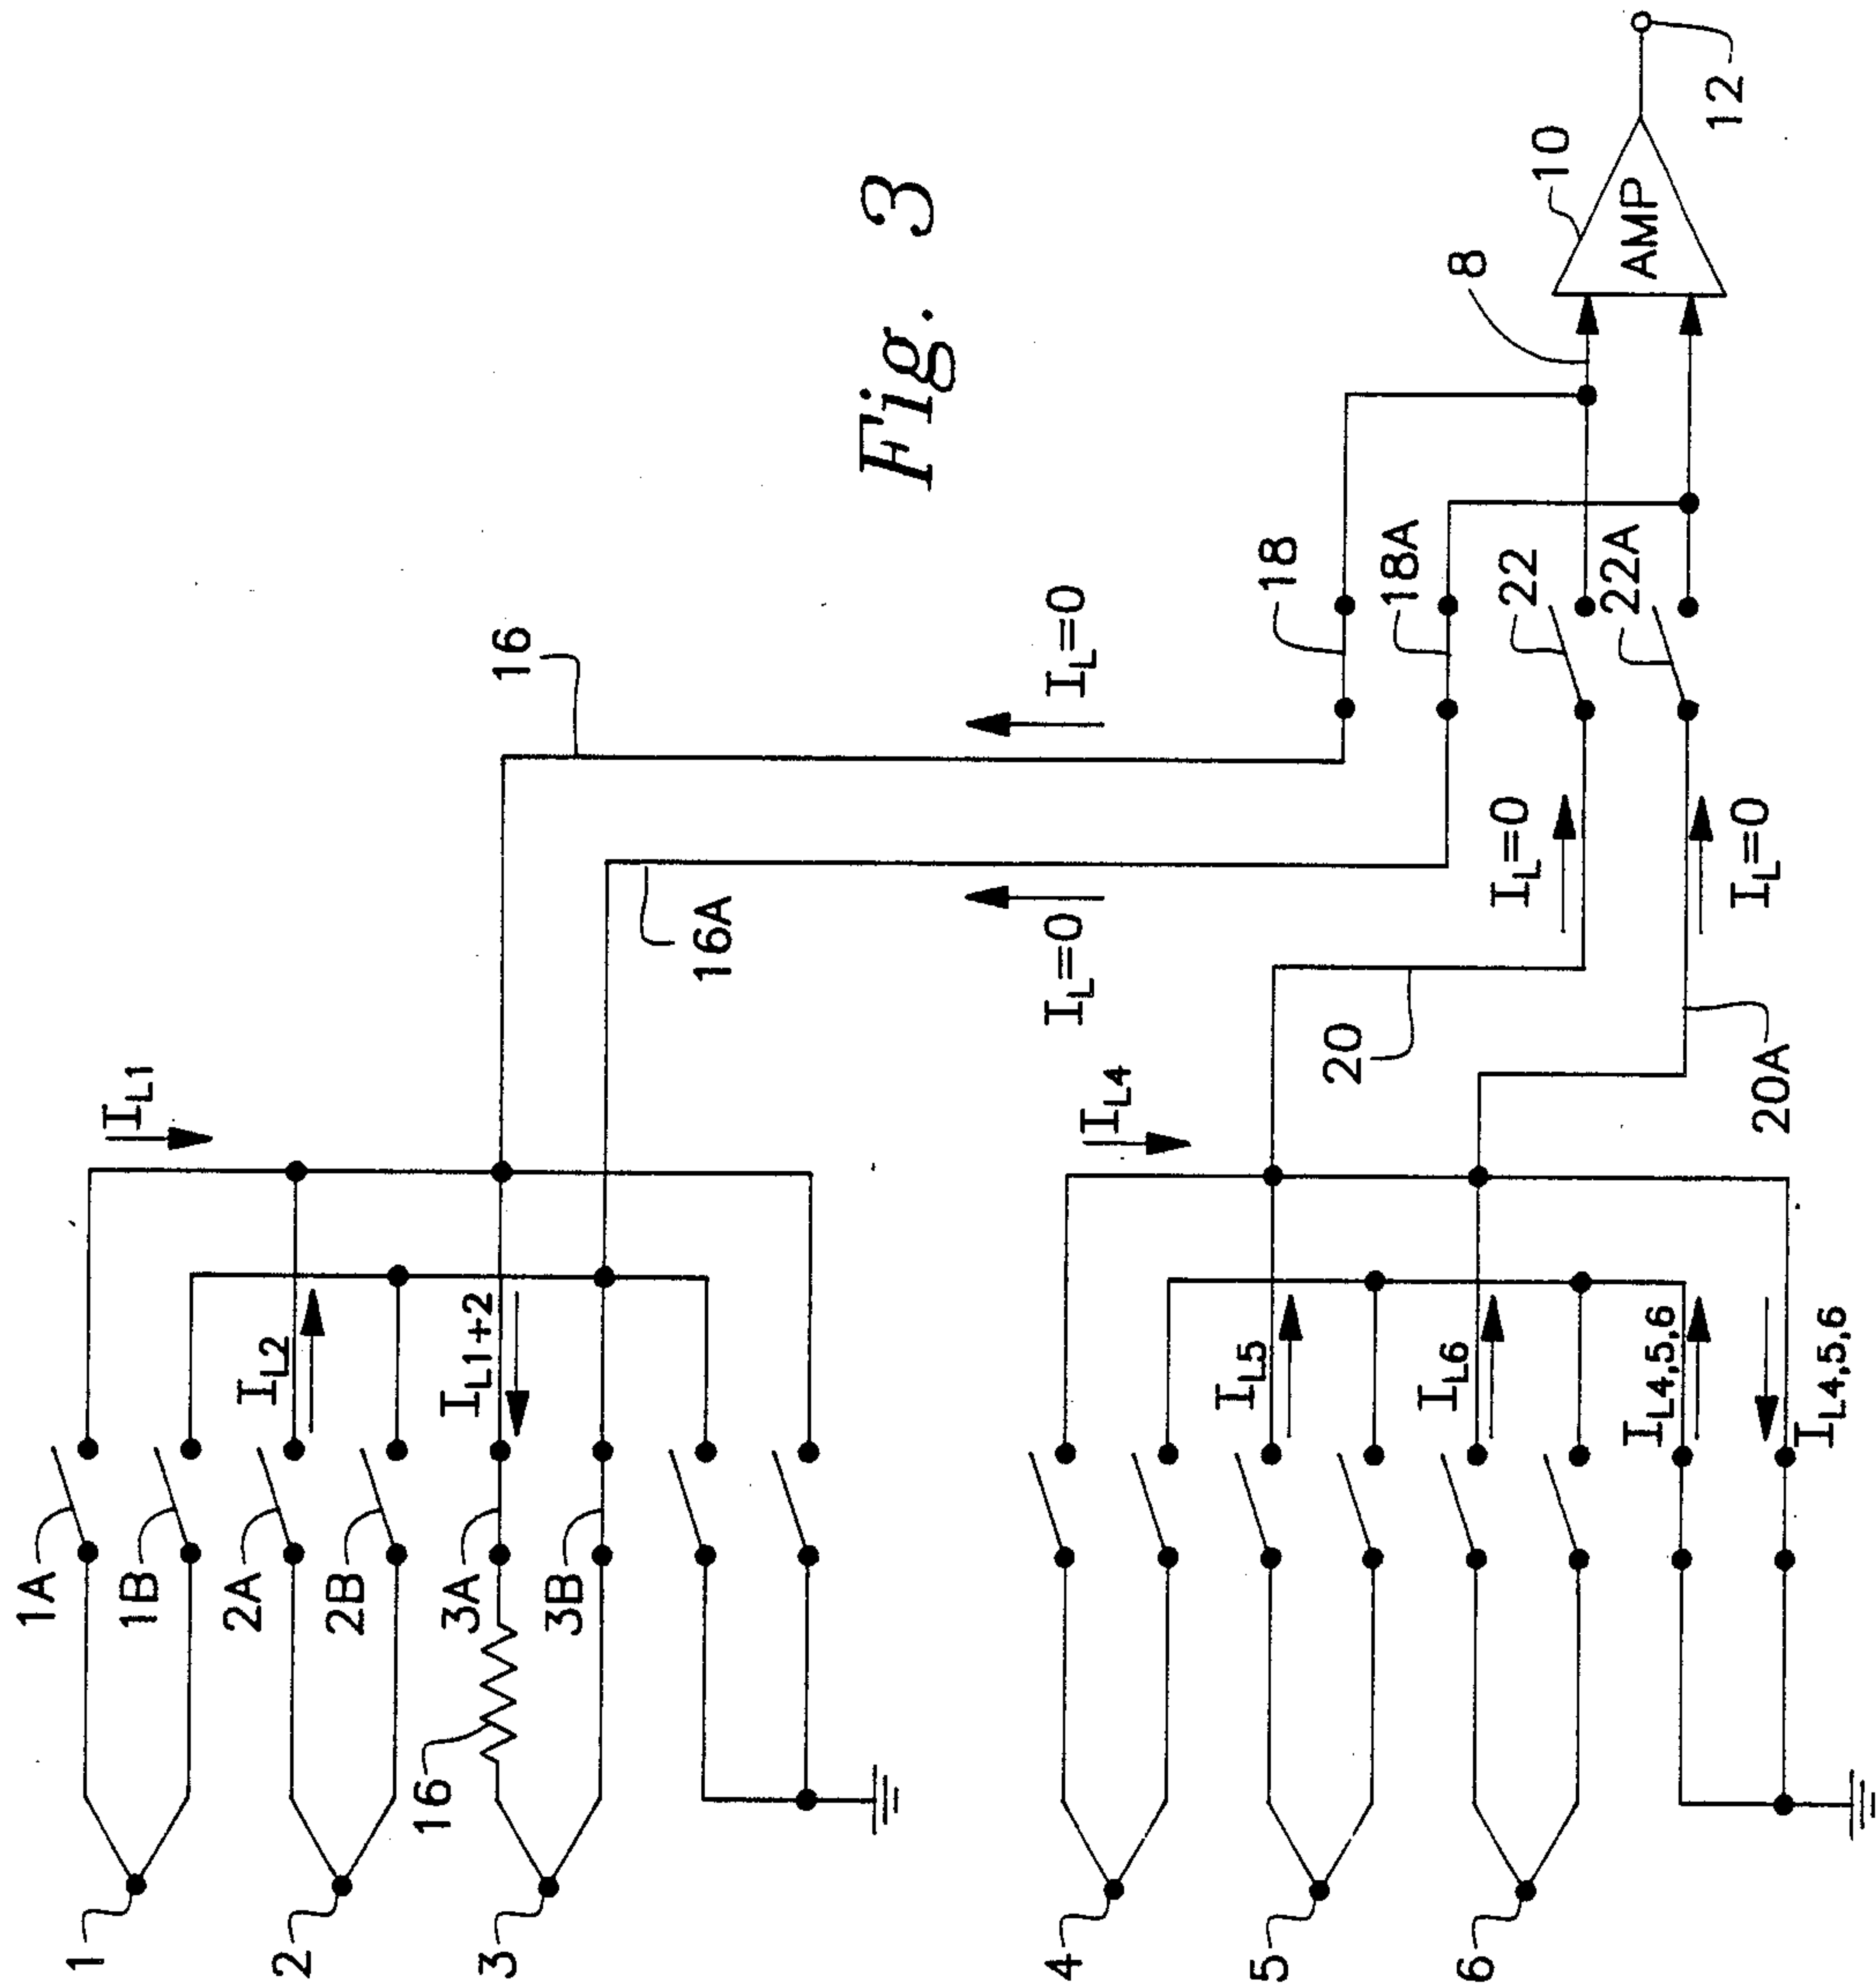 Fig. 3
1
1A
1B
I_L1
2
2A
2B
I_L2
3
16
3A
3B
I_L1+2
16
16A
I_L=0
I_L=0
18
18A
22
22A
8
10
AMP
12
4
I_L4
5
I_L5
20
I_L=0
6
I_L6
20A
I_L=0
I_L4,5,6
I_L4,5,6